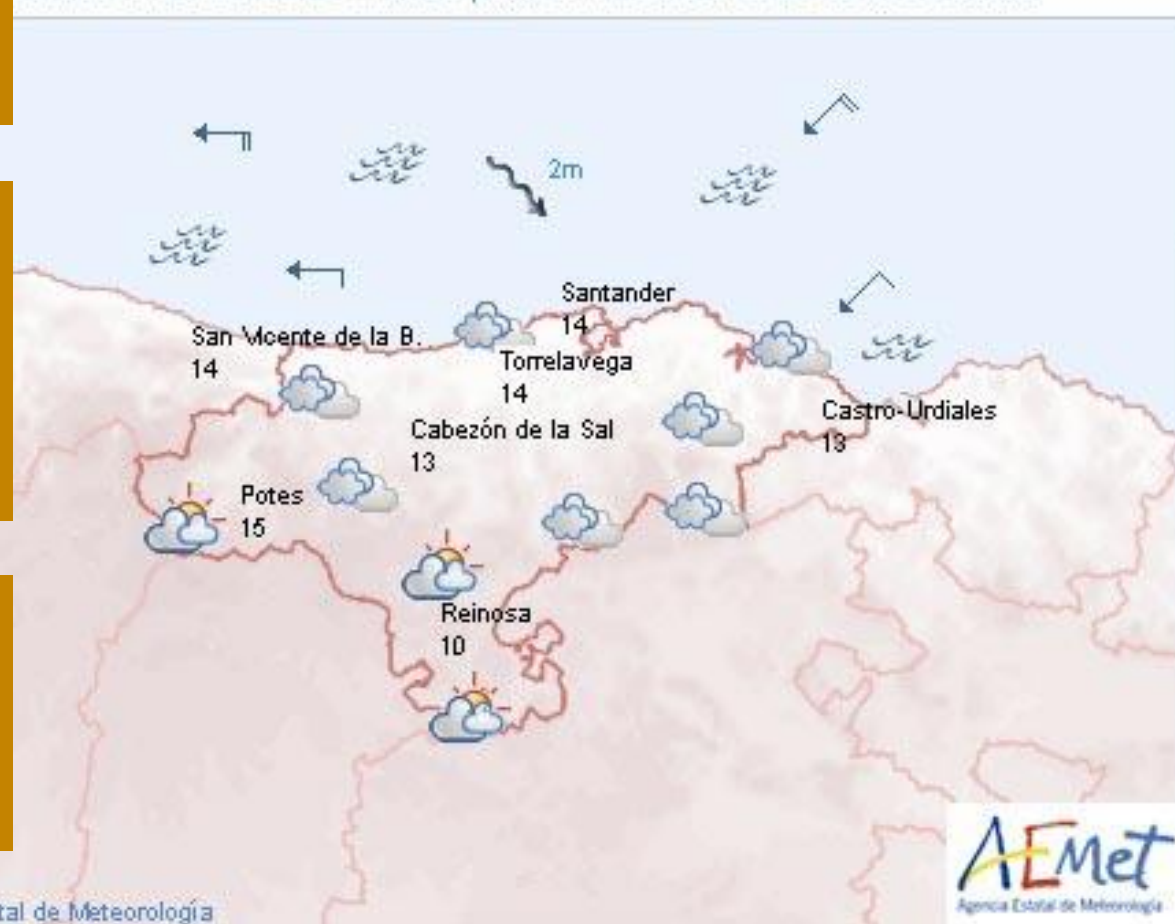 2m
Santander
14
San Vicente de la B.
14
Torrelavega
14
Castro-Urdiales
13
Cabezón de la Sal
13
Potes
15
Reinosa
10
AEMet
Agencia Estatal de Meteorología
tal de Meteorología